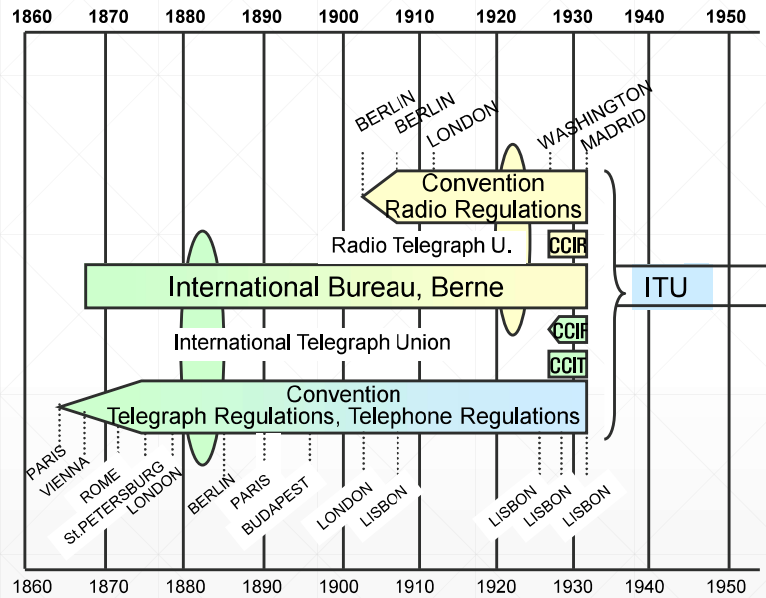 1860 1870 1880 1890 1900 1910 1920 1930 1940 1950
BERLIN
BERLIN
LONDON
WASHINGTON
MADRID
Convention
Radio Regulations
Radio Telegraph U.
CCIR
International Bureau, Berne
ITU
CCIF
International Telegraph Union
CCIT
Convention
Telegraph Regulations, Telephone Regulations
PARIS
VIENNA
ROME
St.PETERSBURG
LONDON
BERLIN
PARIS
BUDAPEST
LONDON
LISBON
LISBON
LISBON
LISBON
1860 1870 1880 1890 1900 1910 1920 1930 1940 1950